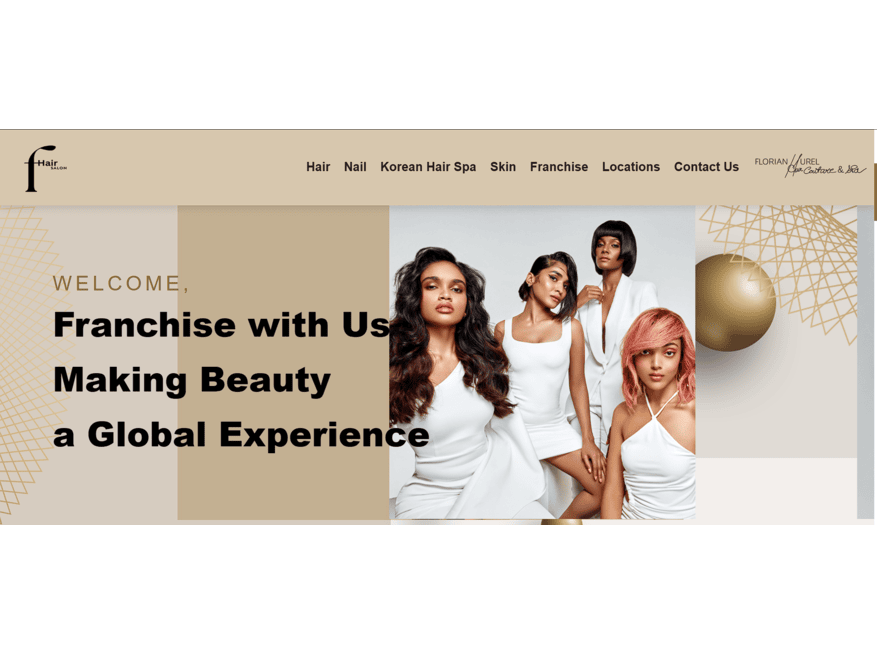 Hair
SALON
Hair Nail Korean Hair Spa Skin Franchise Locations Contact Us
FLORIAN HUREL
Hair Couture & Spa
WELCOME,
Franchise with Us
Making Beauty
a Global Experience